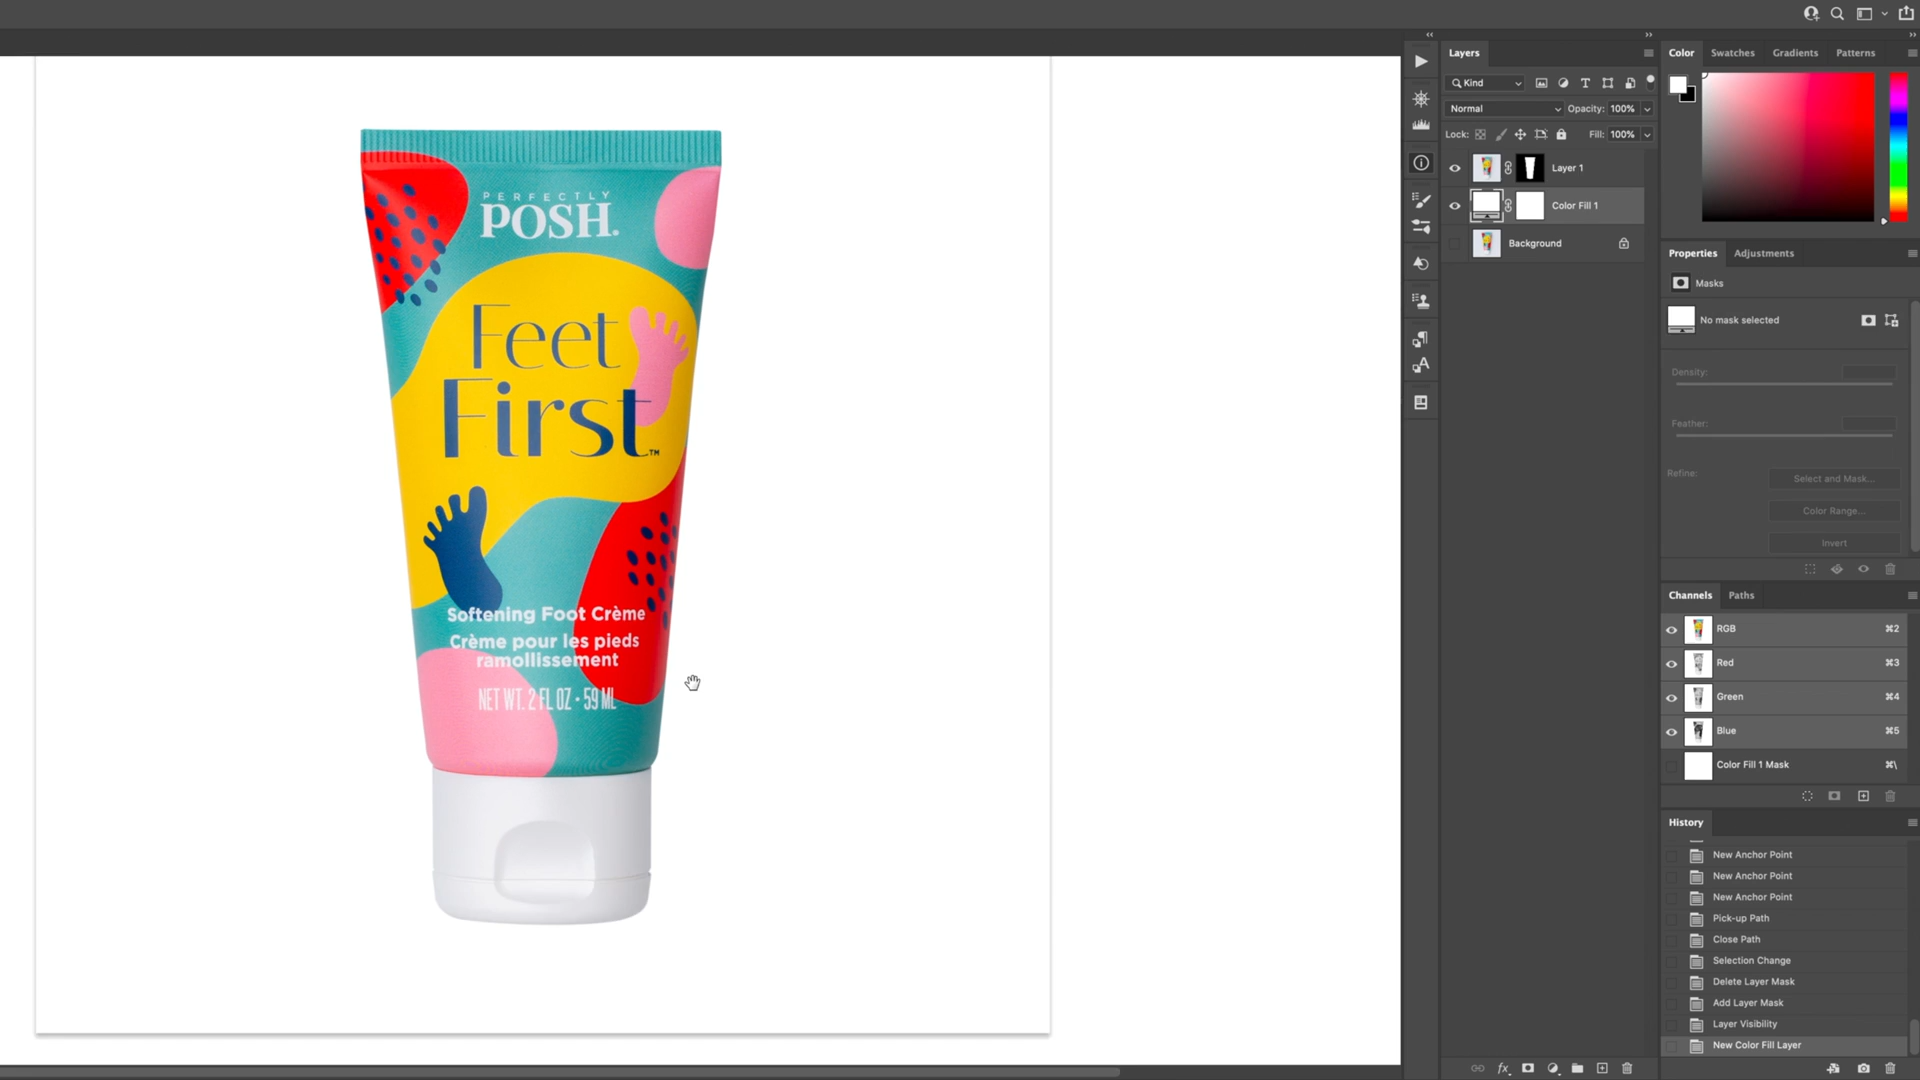 Layers
Color
Swatches
Gradients
Patterns
Kind
Normal
Opacity: 100%
Lock:
Fill: 100%
Layer 1
Color Fill 1
Background
Properties
Adjustments
Masks
No mask selected
Density:
Feather:
Refine:
Select and Mask...
Color Range...
Invert
Channels
Paths
RGB ⌘2
Red ⌘3
Green ⌘4
Blue ⌘5
Color Fill 1 Mask ⌘\
History
New Anchor Point
New Anchor Point
New Anchor Point
Pick-up Path
Close Path
Selection Change
Delete Layer Mask
Add Layer Mask
Layer Visibility
New Color Fill Layer
PERFECTLY
POSH.
Feet
First™
Softening Foot Crème
Crème pour les pieds
ramollissement
NET WT. 2 FL OZ • 59 ML
fx